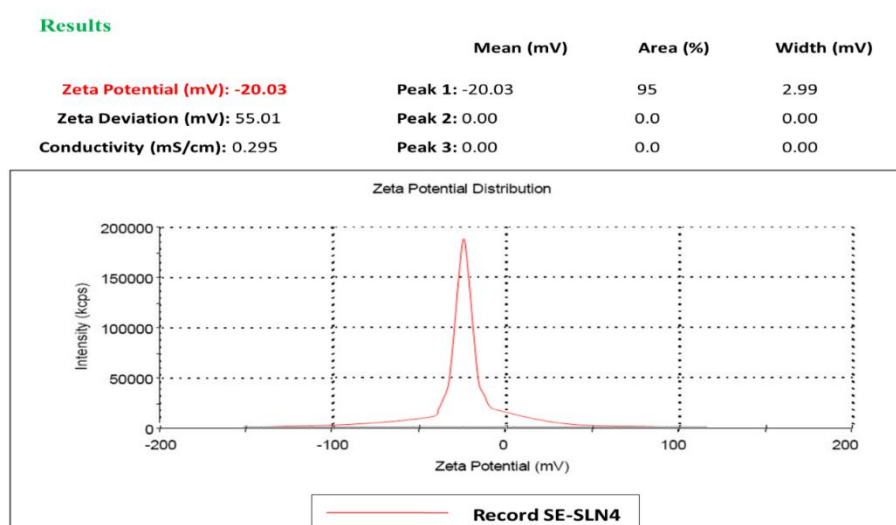 Results
Mean (mV) Area (%) Width (mV)
Zeta Potential (mV): -20.03 Peak 1: -20.03 95 2.99
Zeta Deviation (mV): 55.01 Peak 2: 0.00 0.0 0.00
Conductivity (mS/cm): 0.295 Peak 3: 0.00 0.0 0.00
Zeta Potential Distribution
200000
150000
100000
50000
0
Intensity (kcps)
-200 -100 0 100 200
Zeta Potential (mV)
Record SE-SLN4